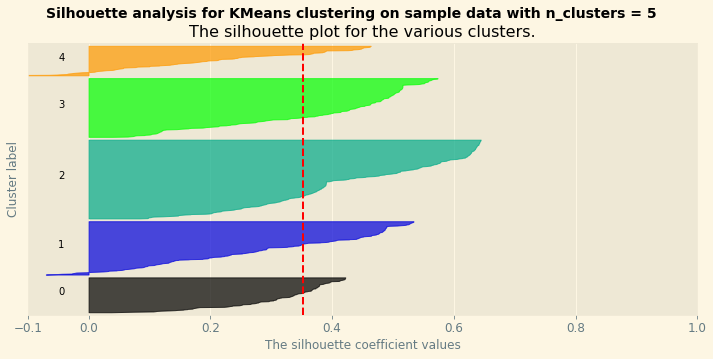 Silhouette analysis for KMeans clustering on sample data with n_clusters = 5
The silhouette plot for the various clusters.
Cluster label
4
3
2
1
0
−0.1 0.0 0.2 0.4 0.6 0.8 1.0
The silhouette coefficient values